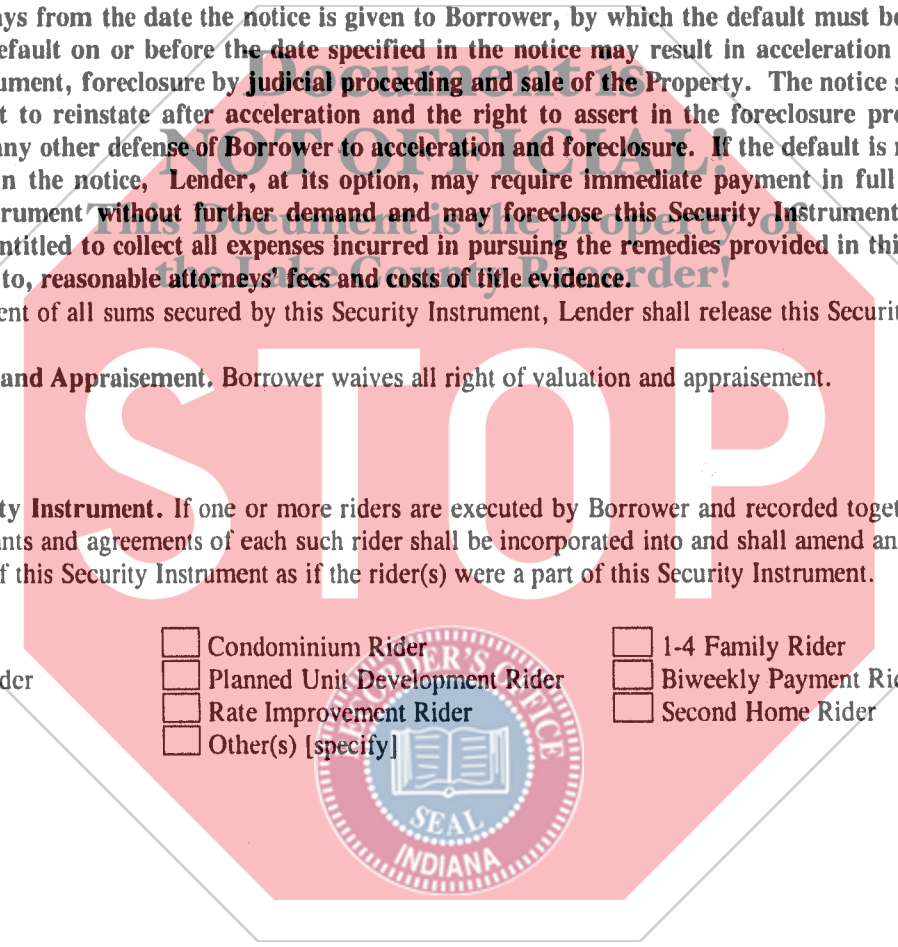 ys from the date the notice is given to Borrower, by which the default must b
efault on or before the date specified in the notice may result in acceleration
ument, foreclosure by judicial proceeding and sale of the Property. The notice s
t to reinstate after acceleration and the right to assert in the foreclosure pro
any other defense of Borrower to acceleration and foreclosure. If the default is
n the notice, Lender, at its option, may require immediate payment in full
trument without further demand and may foreclose this Security Instrument
ntitled to collect all expenses incurred in pursuing the remedies provided in thi
to, reasonable attorneys' fees and costs of title evidence.
ent of all sums secured by this Security Instrument, Lender shall release this Securit
and Appraisement. Borrower waives all right of valuation and appraisement.
ty Instrument. If one or more riders are executed by Borrower and recorded toget
nts and agreements of each such rider shall be incorporated into and shall amend an
f this Security Instrument as if the rider(s) were a part of this Security Instrument.
Condominium Rider 1-4 Family Rider
der Planned Unit Development Rider Biweekly Payment Ri
Rate Improvement Rider Second Home Rider
Other(s) [specify]
Document is
NOT OFFICIAL!
This Document is the property of
the Lake County Recorder!
STOP
RECORDER'S OFFICE
SEAL
INDIANA